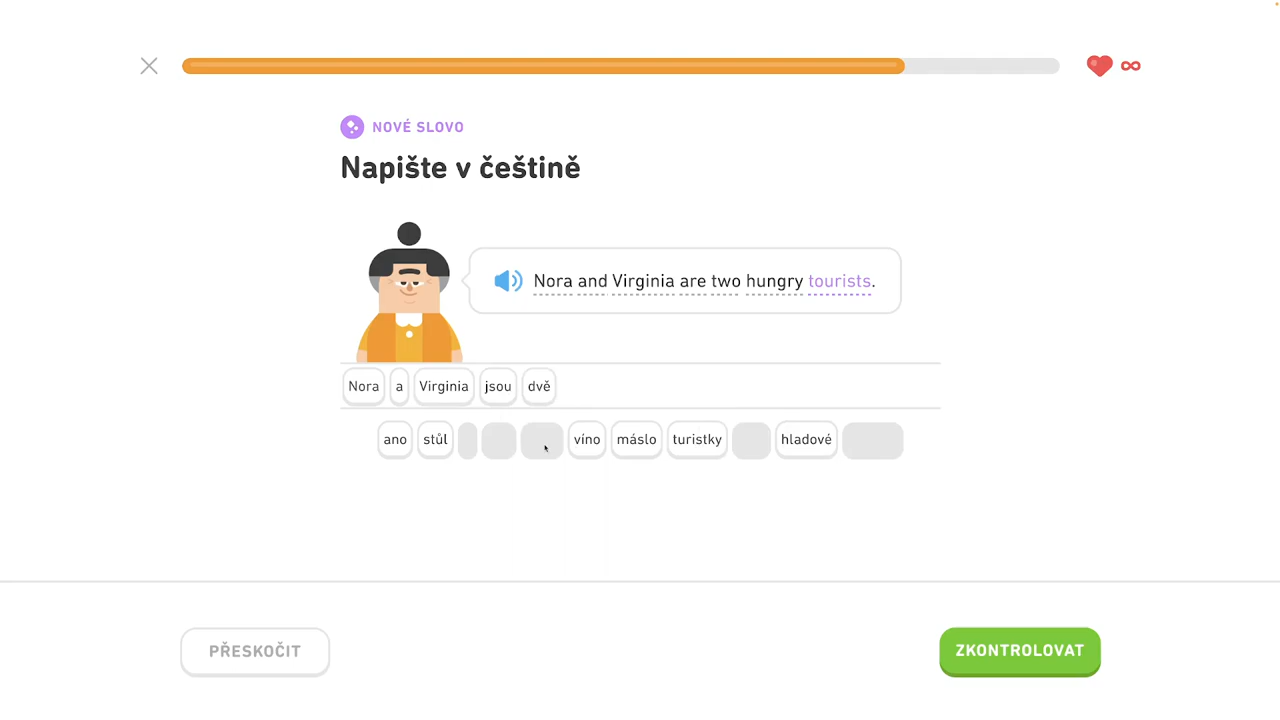 NOVÉ SLOVO
Napište v češtině
Nora and Virginia are two hungry tourists.
Nora a Virginia jsou dvě
ano stůl víno máslo turistky hladové
PŘESKOČIT
ZKONTROLOVAT